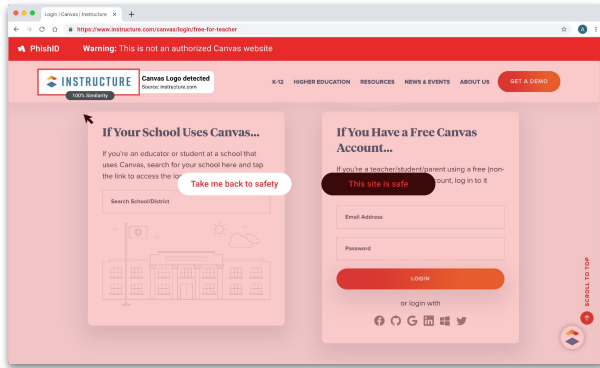 Login | Canvas | Instructure
https://www.instructure.com/canvas/login/free-for-teacher
A
PhishID
Warning: This is not an authorized Canvas website
INSTRUCTURE
100% Similarity
Canvas Logo detected
Source: instructure.com
K-12 HIGHER EDUCATION RESOURCES NEWS & EVENTS ABOUT US GET A DEMO
If Your School Uses Canvas...
If you're an educator or student at a school that
uses Canvas, search for your school here and tap
the link to access the
Take me back to safety
Search School/District
If You Have a Free Canvas
Account...
If you're a teacher/student/parent using a free (non-
This site is safe
count, log in to it
Email Address
Password
LOGIN
or login with
SCROLL TO TOP